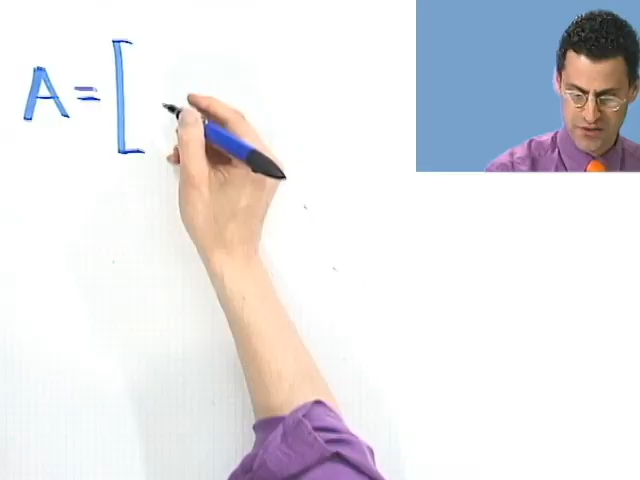 A = [